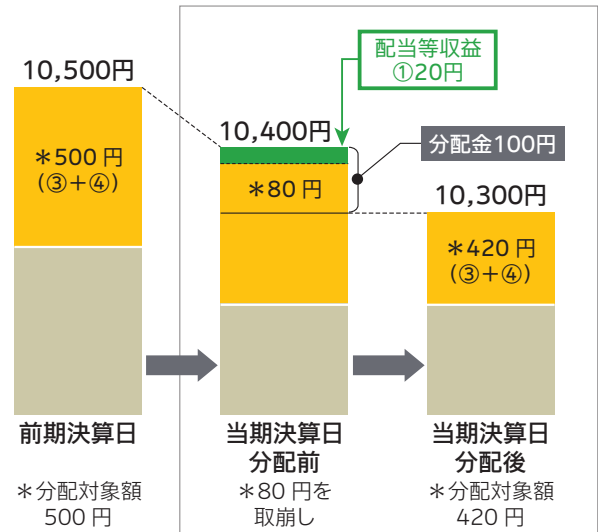 配当等収益
①20円
10,500円
10,400円
分配金100円
＊500 円
(③＋④)
＊80 円
10,300円
＊420 円
(③＋④)
前期決算日
当期決算日
分配前
当期決算日
分配後
＊分配対象額
500 円
＊80 円を
取崩し
＊分配対象額
420 円